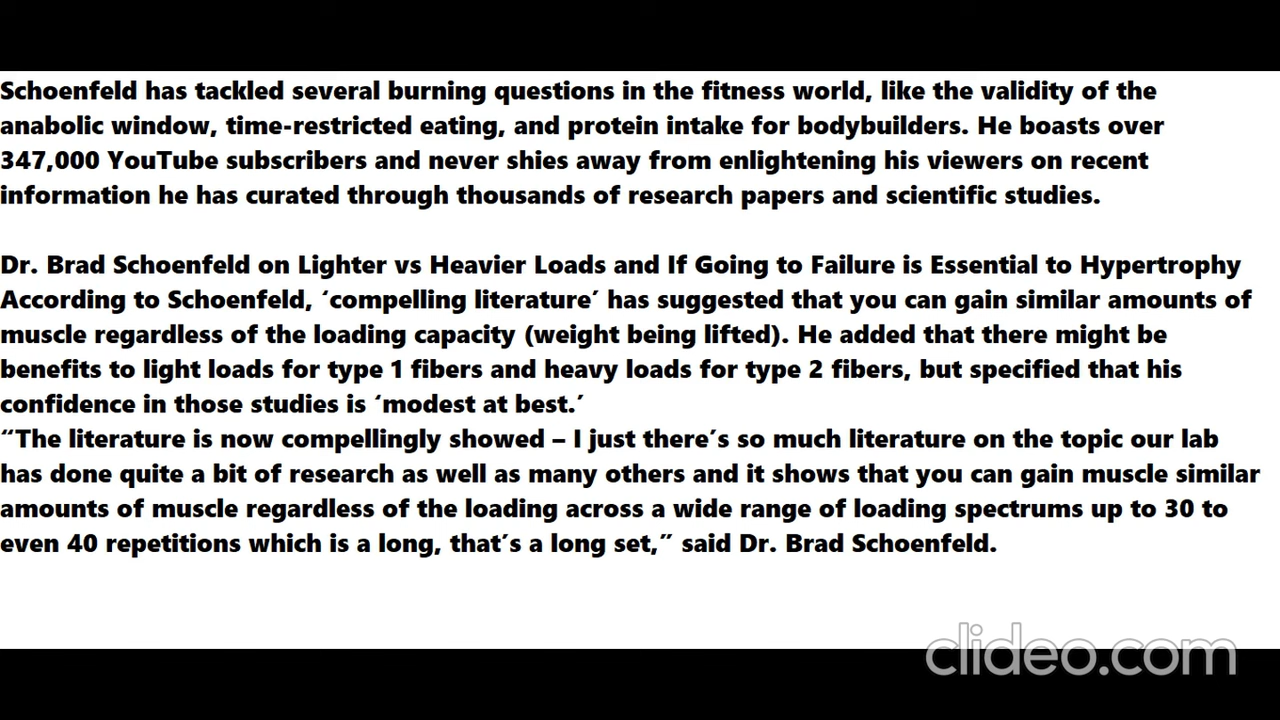 Schoenfeld has tackled several burning questions in the fitness world, like the validity of the
anabolic window, time-restricted eating, and protein intake for bodybuilders. He boasts over
347,000 YouTube subscribers and never shies away from enlightening his viewers on recent
information he has curated through thousands of research papers and scientific studies.
Dr. Brad Schoenfeld on Lighter vs Heavier Loads and If Going to Failure is Essential to Hypertrophy
According to Schoenfeld, ‘compelling literature’ has suggested that you can gain similar amounts of
muscle regardless of the loading capacity (weight being lifted). He added that there might be
benefits to light loads for type 1 fibers and heavy loads for type 2 fibers, but specified that his
confidence in those studies is ‘modest at best.’
“The literature is now compellingly showed – I just there’s so much literature on the topic our lab
has done quite a bit of research as well as many others and it shows that you can gain muscle similar
amounts of muscle regardless of the loading across a wide range of loading spectrums up to 30 to
even 40 repetitions which is a long, that’s a long set,” said Dr. Brad Schoenfeld.
clideo.com